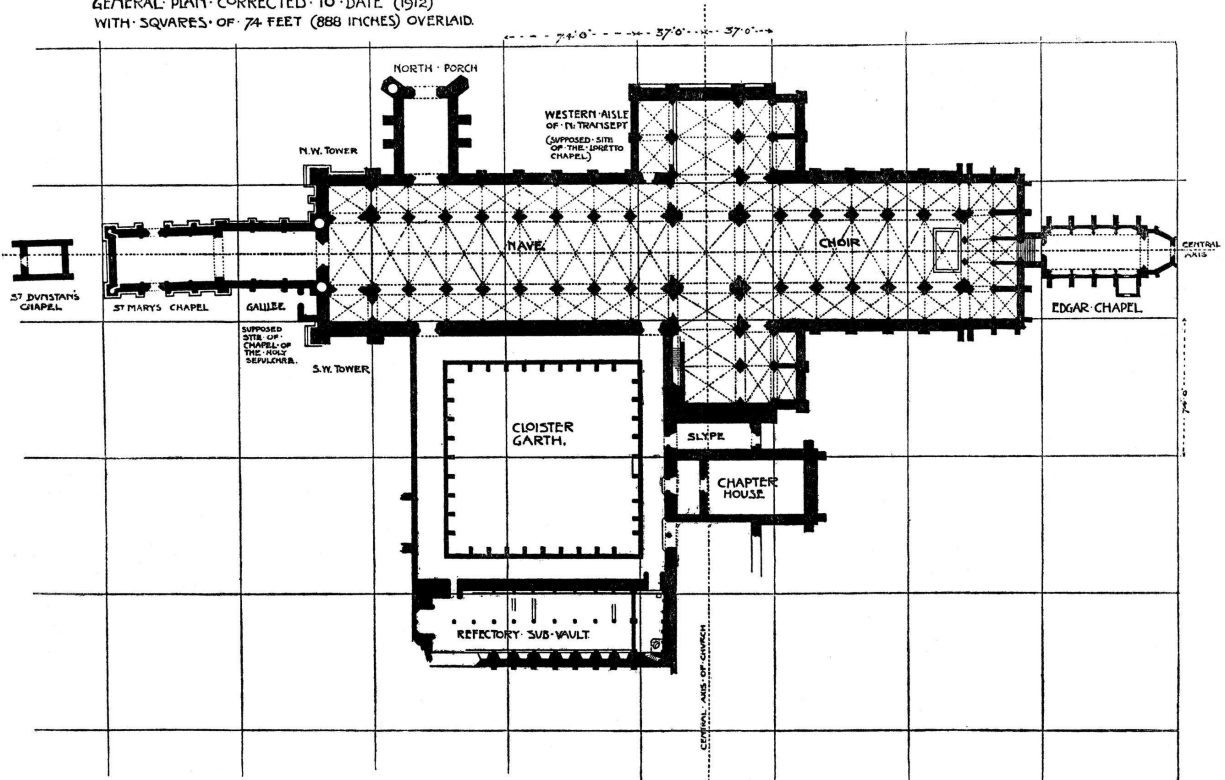 GENERAL · PLAN · CORRECTED · TO · DATE (1912)
WITH · SQUARES · OF · 74 FEET (888 INCHES) OVERLAID.
74'·0"
37'·0"
37'·0"
NORTH · PORCH
WESTERN · AISLE
OF · N: TRANSEPT
(SUPPOSED · SITE
OF · THE · LORETTO
CHAPEL)
N.W. TOWER
NAVE
CHOIR
CENTRAL
AXIS
ST DUNSTAN'S
CHAPEL
ST MARY'S CHAPEL
GALILEE
EDGAR · CHAPEL
SUPPOSED
SITE · OF ·
CHAPEL · OF
THE · HOLY
SEPULCHRE.
S.W. TOWER
74'·0"
CLOISTER
GARTH.
SLYPE
CHAPTER
HOUSE
REFECTORY · SUB · VAULT
CENTRAL · AXIS · OF · CHURCH